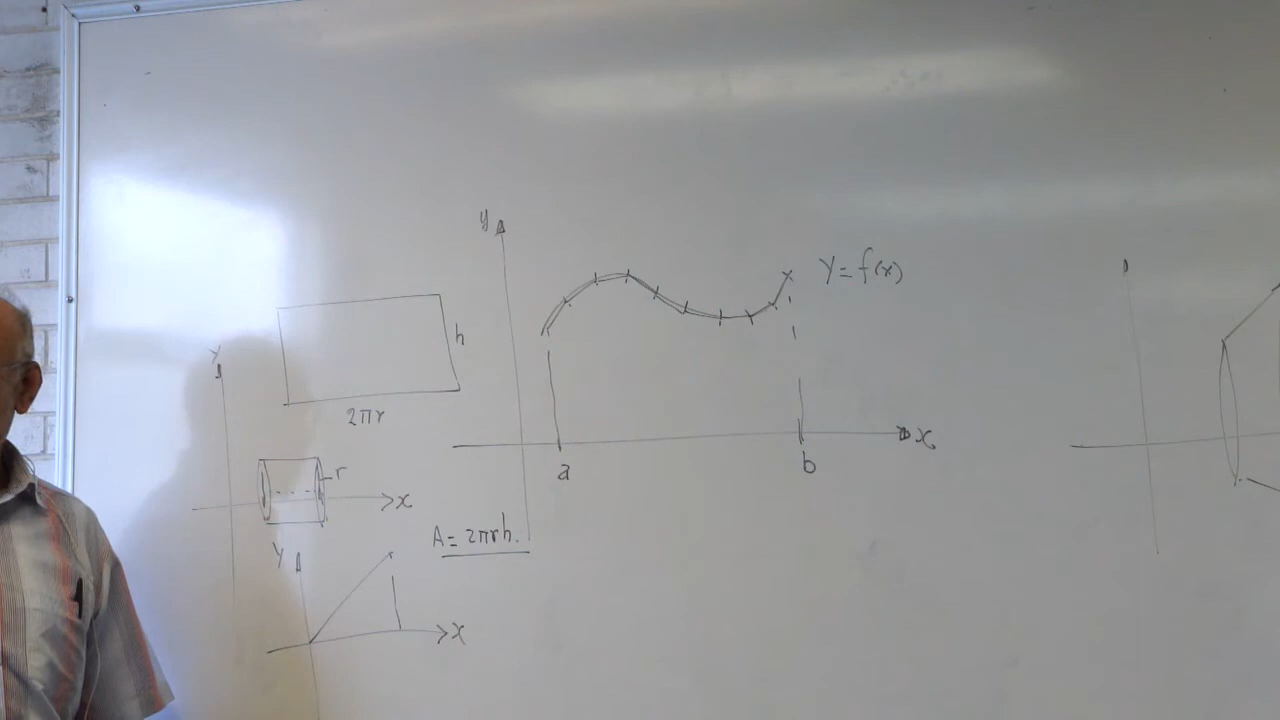 y
y = f(x)
h
y
2πr
x
a
b
r
x
A = 2πrh.
y
x